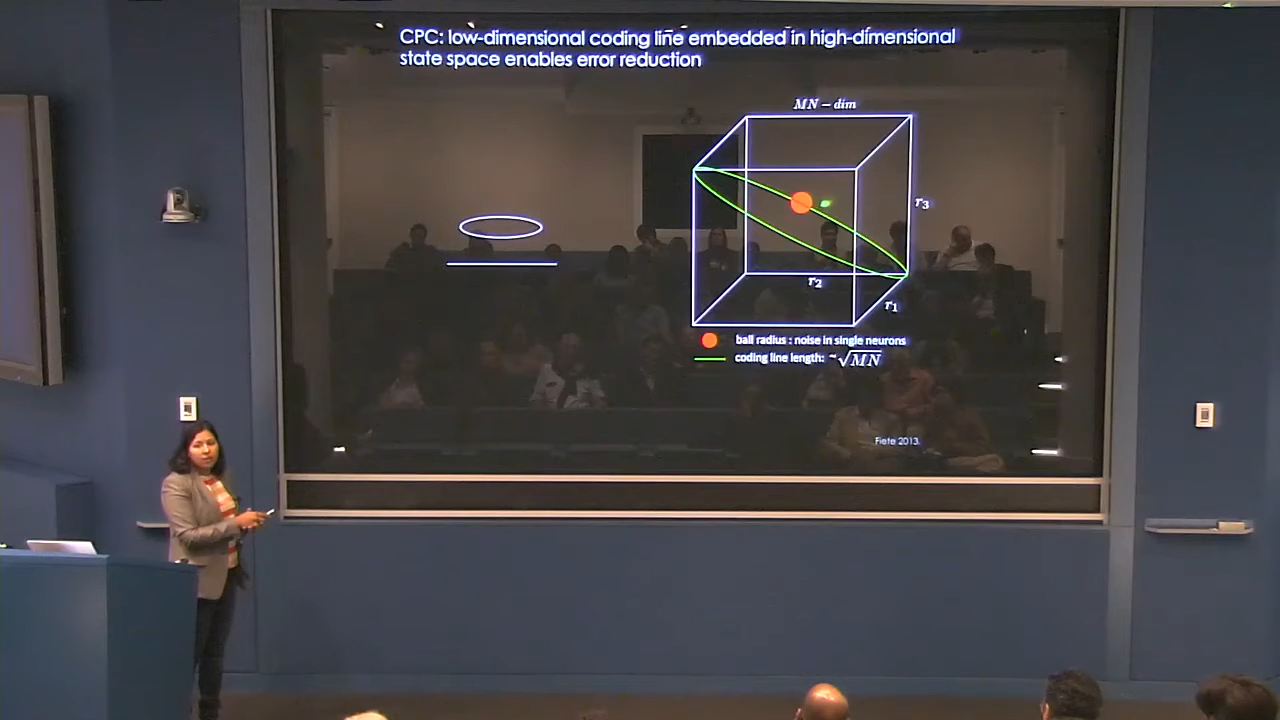 CPC: low-dimensional coding line embedded in high-dimensional
state space enables error reduction
MN − dim
r₃
r₂
r₁
ball radius : noise in single neurons
coding line length: ~√MN
Fiete 2013